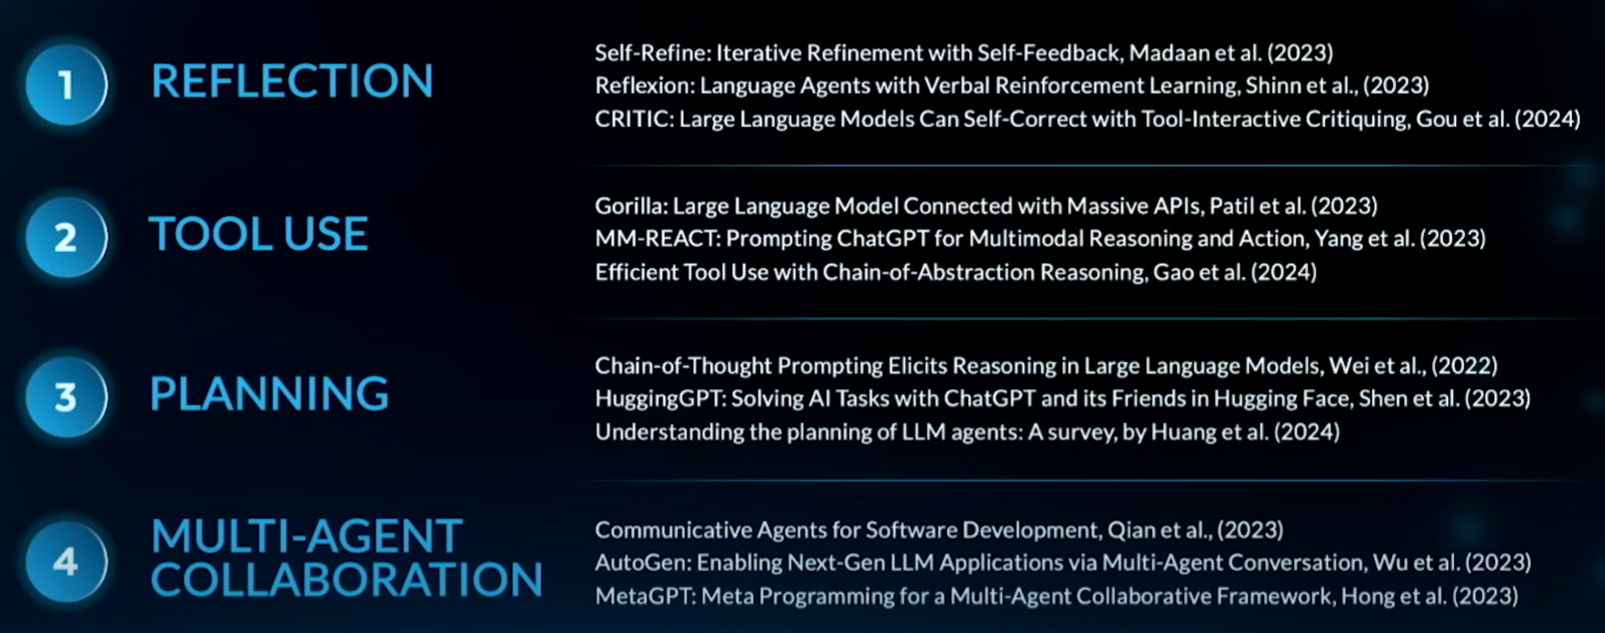 1
REFLECTION
Self-Refine: Iterative Refinement with Self-Feedback, Madaan et al. (2023)
Reflexion: Language Agents with Verbal Reinforcement Learning, Shinn et al., (2023)
CRITIC: Large Language Models Can Self-Correct with Tool-Interactive Critiquing, Gou et al. (2024)
2
TOOL USE
Gorilla: Large Language Model Connected with Massive APIs, Patil et al. (2023)
MM-REACT: Prompting ChatGPT for Multimodal Reasoning and Action, Yang et al. (2023)
Efficient Tool Use with Chain-of-Abstraction Reasoning, Gao et al. (2024)
3
PLANNING
Chain-of-Thought Prompting Elicits Reasoning in Large Language Models, Wei et al., (2022)
HuggingGPT: Solving AI Tasks with ChatGPT and its Friends in Hugging Face, Shen et al. (2023)
Understanding the planning of LLM agents: A survey, by Huang et al. (2024)
4
MULTI-AGENT
COLLABORATION
Communicative Agents for Software Development, Qian et al., (2023)
AutoGen: Enabling Next-Gen LLM Applications via Multi-Agent Conversation, Wu et al. (2023)
MetaGPT: Meta Programming for a Multi-Agent Collaborative Framework, Hong et al. (2023)